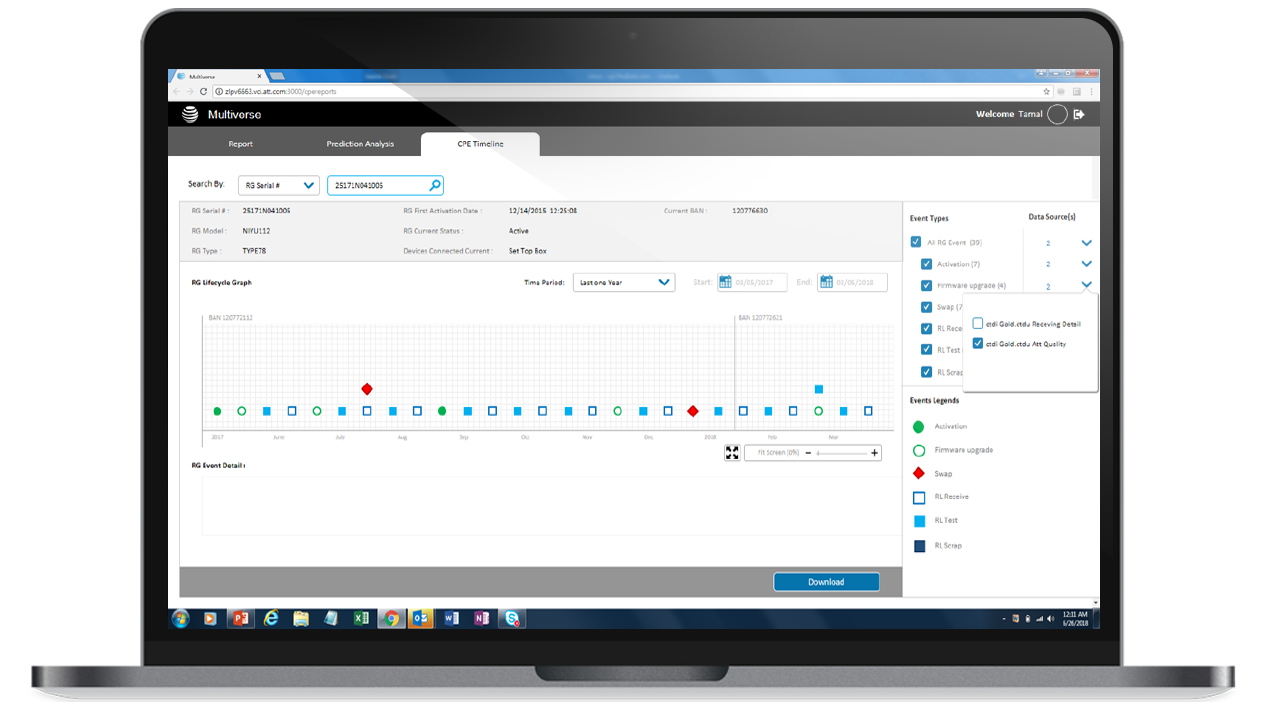 Multiverse
zlpv6663.vci.att.com:3000/cpereports
Multiverse
Welcome Tamal
Report
Prediction Analysis
CPE Timeline
Search By:
RG Serial #
25171N041005
RG Serial # :
25171N041005
RG First Activation Date :
12/14/2015 12:25:08
Current BAN :
120776630
RG Model :
NIYU112
RG Current Status :
Active
RG Type :
TYPE78
Devices Connected Current :
Set Top Box
RG Lifecycle Graph
Time Period:
Last one Year
Start:
03/05/2017
End:
03/05/2018
BAN 120772112
BAN 120772621
2017
June
July
Aug
Sep
Oct
Nov
Dec
2018
Feb
Mar
Fit Screen (0%)
RG Event Details
Download
Event Types
Data Source(s)
All RG Event (39)
2
Activation (7)
2
Firmware upgrade (4)
2
Swap (7
RL Rece
RL Test
RL Scrap
ctdi Gold.ctdu Receving Detail
ctdi Gold.ctdu Att Quality
Events Legends
Activation
Firmware upgrade
Swap
RL Receive
RL Test
RL Scrap
12:11 AM
6/26/2018